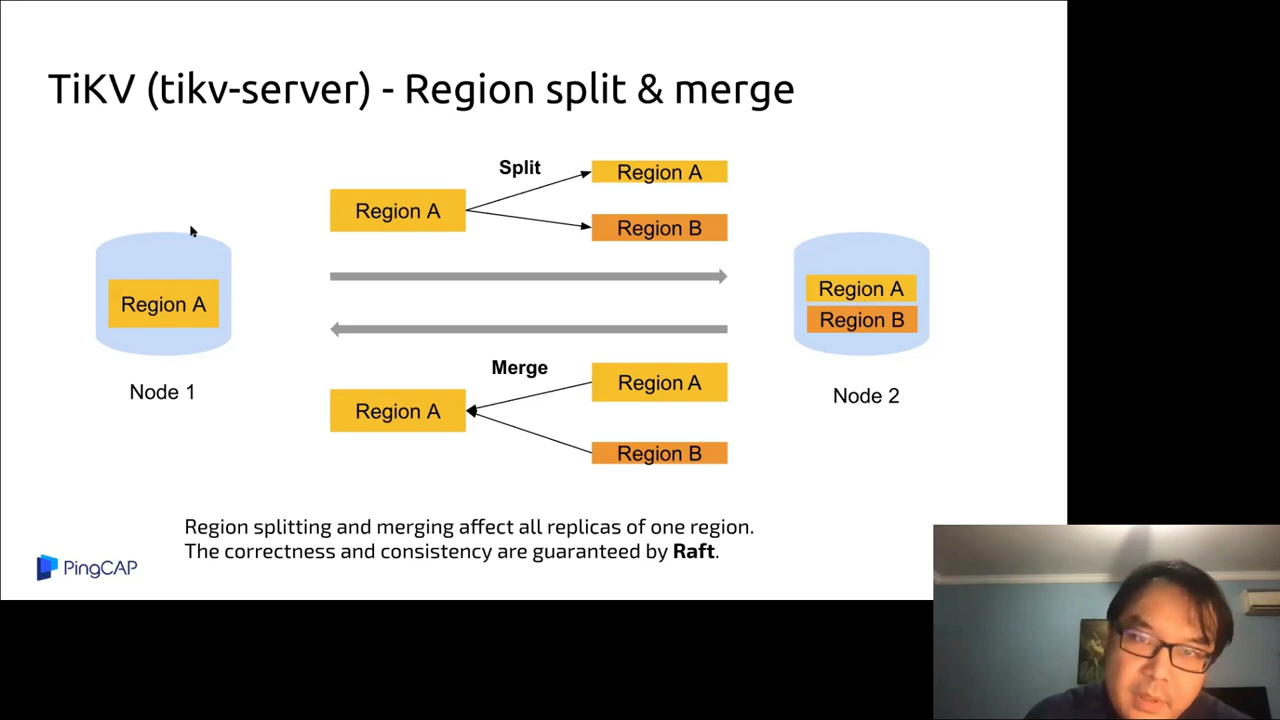 TiKV (tikv-server) - Region split & merge
Split
Region A
Region A
Region B
Region A
Node 1
Region A
Region B
Node 2
Merge
Region A
Region A
Region B
Region splitting and merging affect all replicas of one region.
The correctness and consistency are guaranteed by Raft.
PingCAP